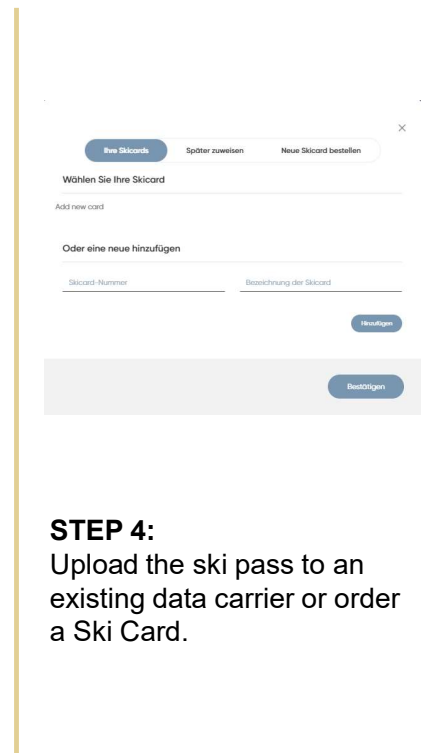 Ihre Skicards Später zuweisen Neue Skicard bestellen
Wählen Sie Ihre Skicard
Add new card
Oder eine neue hinzufügen
Skicard-Nummer Bezeichnung der Skicard
Hinzufügen
Bestätigen
STEP 4:
Upload the ski pass to an
existing data carrier or order
a Ski Card.